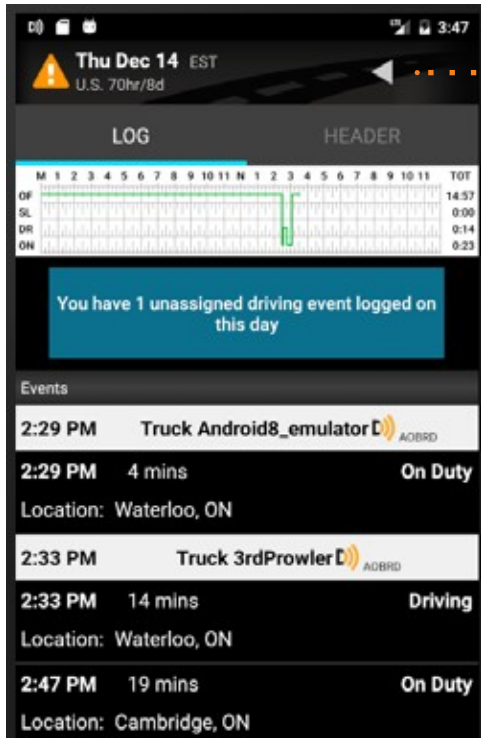 3:47
Thu Dec 14 EST
U.S. 70hr/8d
LOG HEADER
M 1 2 3 4 5 6 7 8 9 10 11 N 1 2 3 4 5 6 7 8 9 10 11 TOT
OF 14:57
SL 0:00
DR 0:14
ON 0:23
You have 1 unassigned driving event logged on
this day
Events
2:29 PM Truck Android8_emulator AOBRD
2:29 PM 4 mins On Duty
Location: Waterloo, ON
2:33 PM Truck 3rdProwler AOBRD
2:33 PM 14 mins Driving
Location: Waterloo, ON
2:47 PM 19 mins On Duty
Location: Cambridge, ON